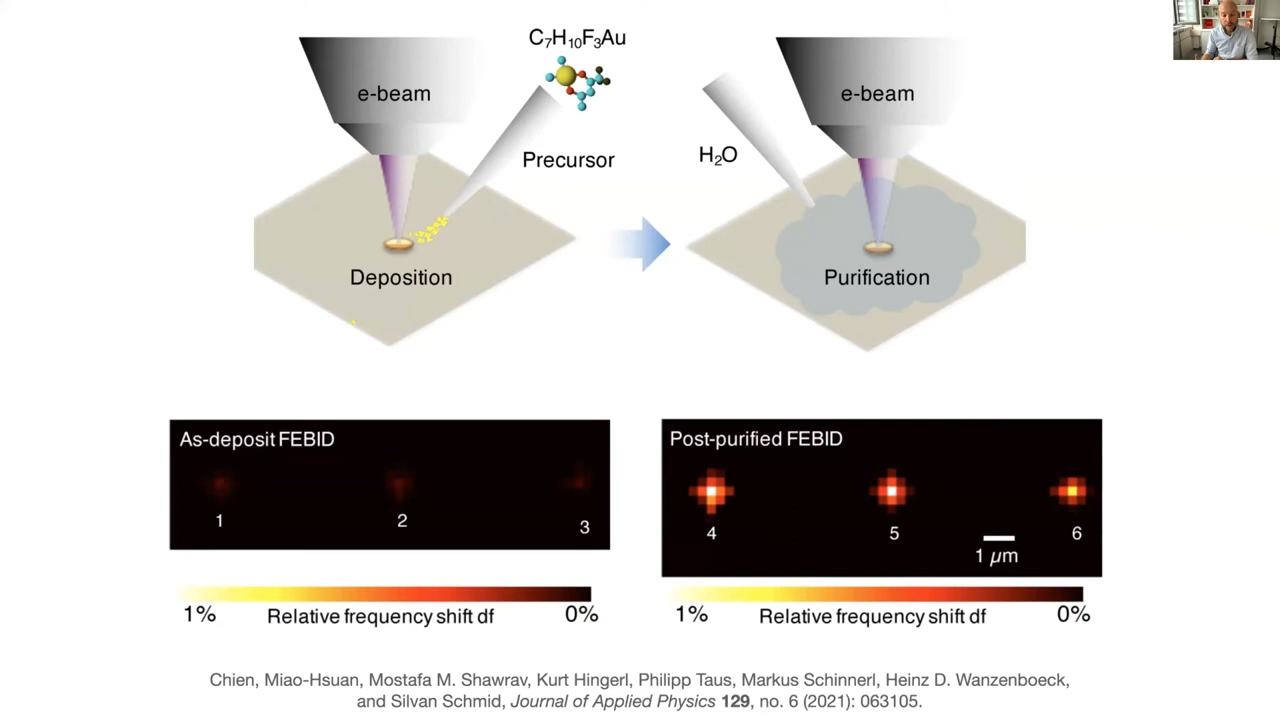 C₇H₁₀F₃Au
e-beam
Precursor
Deposition
e-beam
H₂O
Purification
As-deposit FEBID
1
2
3
Post-purified FEBID
4
5
6
1 µm
1%
Relative frequency shift df
0%
1%
Relative frequency shift df
0%
Chien, Miao-Hsuan, Mostafa M. Shawrav, Kurt Hingerl, Philipp Taus, Markus Schinnerl, Heinz D. Wanzenboeck,
and Silvan Schmid, Journal of Applied Physics 129, no. 6 (2021): 063105.